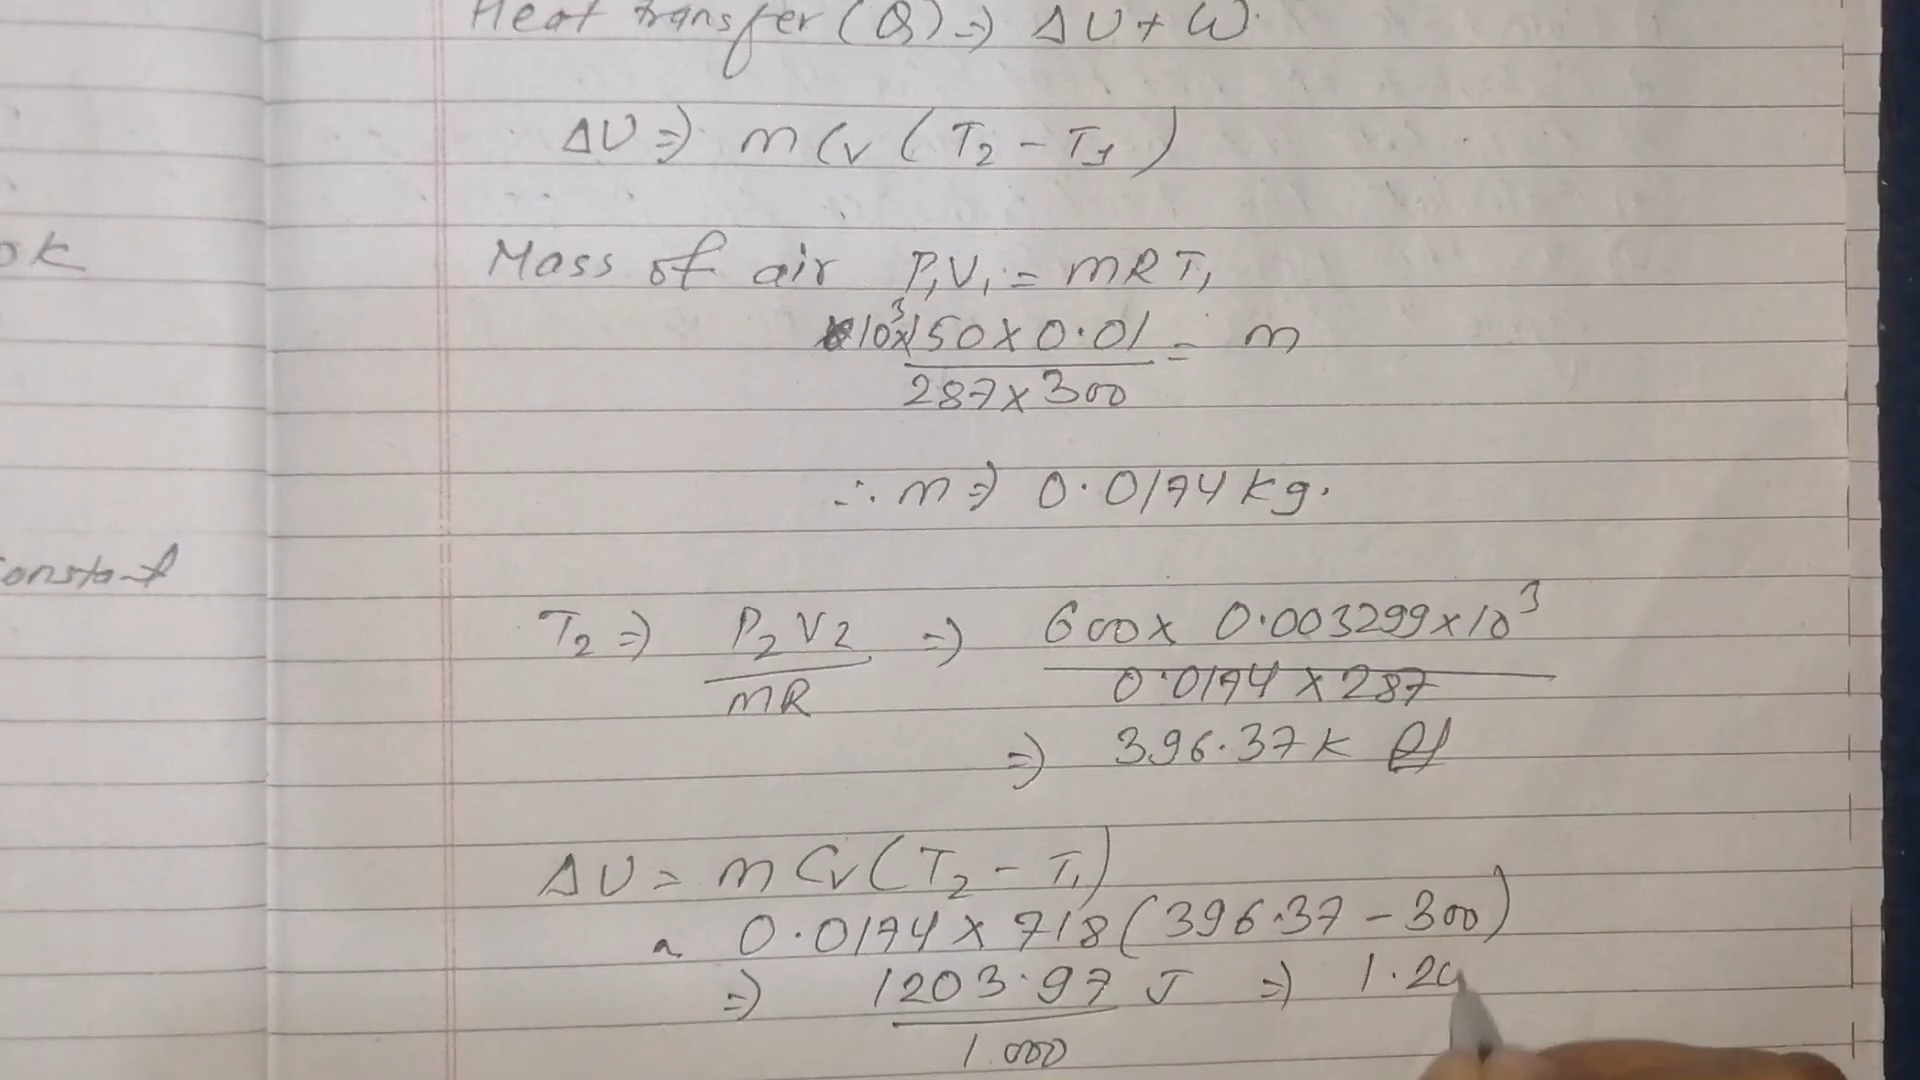 Heat transfer (Q) ⇒ ΔU + W.
ΔU ⇒ m Cv (T₂ - T₁)
ok
Mass of air P₁V₁ = mRT₁
10³×150×0.01 = m
287×300
∴ m ⇒ 0.0174 kg.
onstant
T₂ ⇒ P₂V₂ ⇒ 600× 0.003299×10³
mR 0.0174 × 287
⇒ 396.37 K
ΔU = m Cv (T₂ - T₁)
0.0174 × 718 (396.37 - 300)
⇒ 1203.97 J ⇒ 1.20
1000